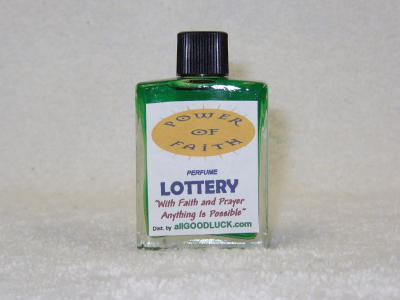 POWER
OF
FAITH
PERFUME
LOTTERY
"With Faith and Prayer
Anything Is Possible"
Dist. by allGOODLUCK.com